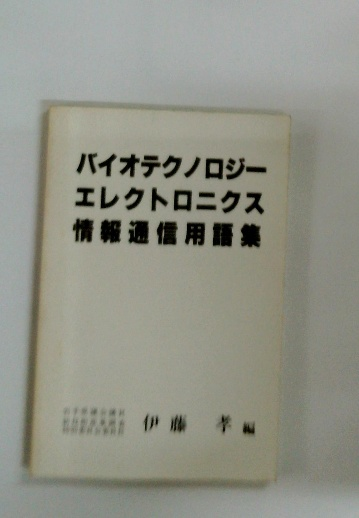 バイオテクノロジー
エレクトロニクス
情報通信用語集
伊藤 孝 編